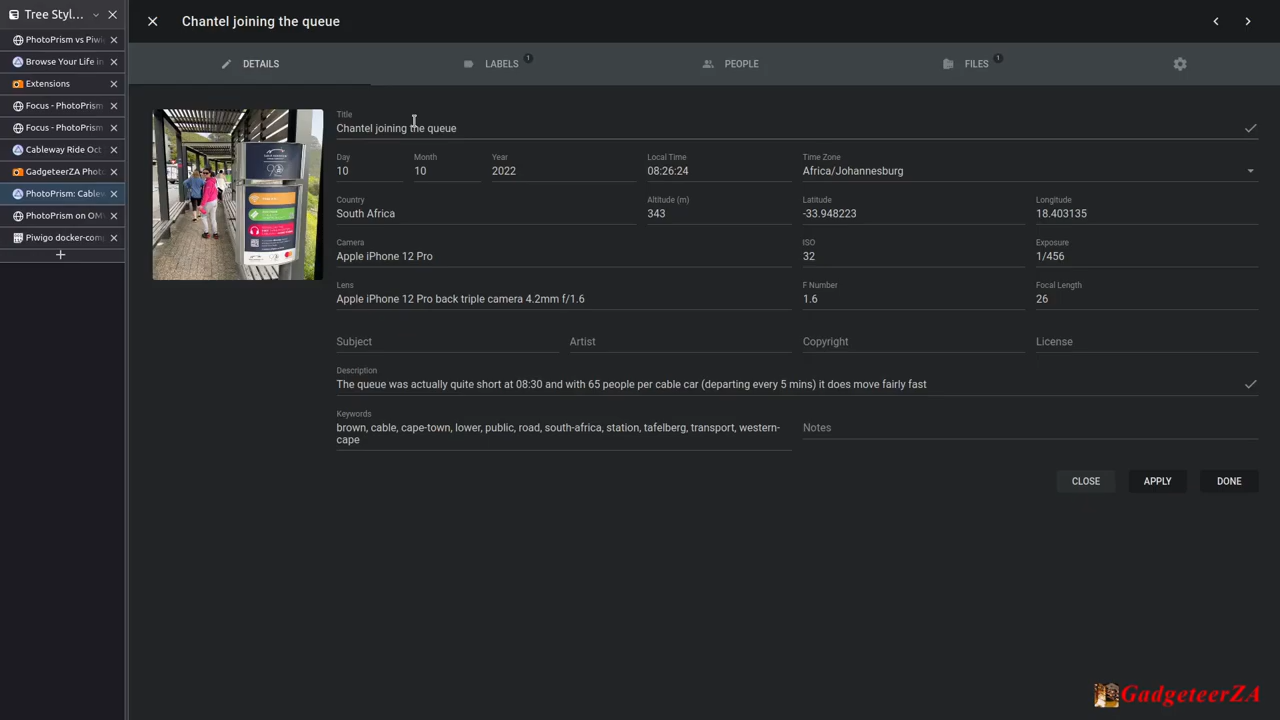 Tree Styl...
PhotoPrism vs Piwi
Browse Your Life in
Extensions
Focus - PhotoPrism
Focus - PhotoPrism
Cableway Ride Oct
GadgeteerZA Photo
PhotoPrism: Cable
PhotoPrism on OMV
Piwigo docker-com
Chantel joining the queue
DETAILS
LABELS 1
PEOPLE
FILES 1
Title
Chantel joining the queue
Day Month Year Local Time Time Zone
10 10 2022 08:26:24 Africa/Johannesburg
Country Altitude (m) Latitude Longitude
South Africa 343 -33.948223 18.403135
Camera ISO Exposure
Apple iPhone 12 Pro 32 1/456
Lens F Number Focal Length
Apple iPhone 12 Pro back triple camera 4.2mm f/1.6 1.6 26
Subject Artist Copyright License
Description
The queue was actually quite short at 08:30 and with 65 people per cable car (departing every 5 mins) it does move fairly fast
Keywords
brown, cable, cape-town, lower, public, road, south-africa, station, tafelberg, transport, western-
cape
Notes
CLOSE APPLY DONE
GadgeteerZA